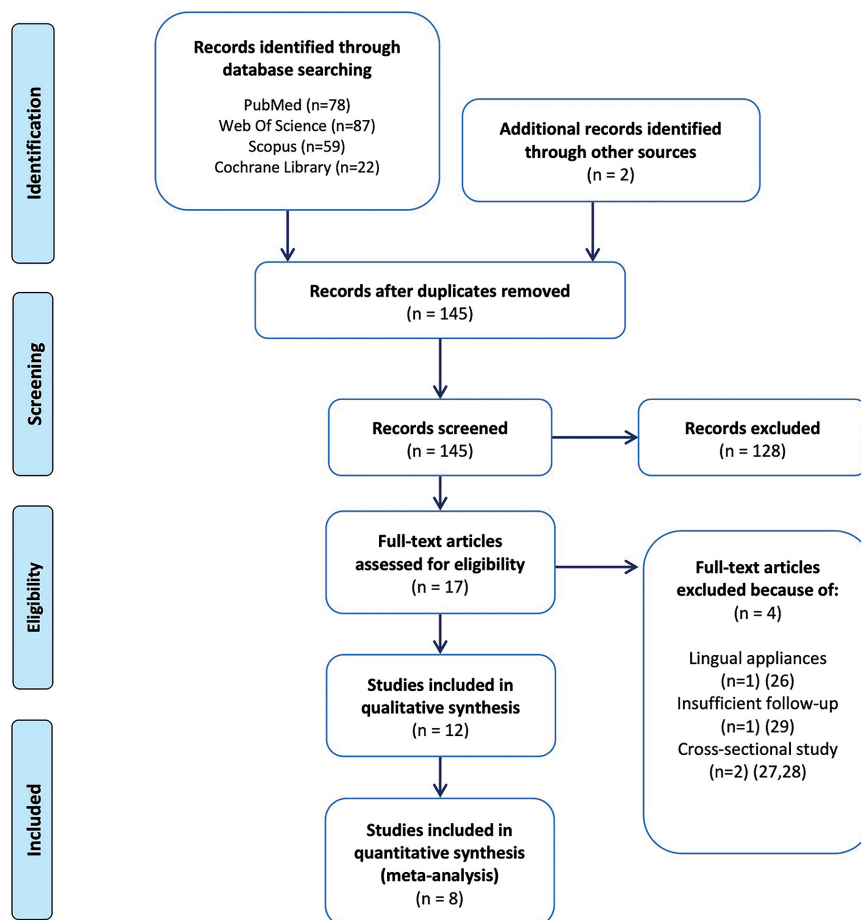 Identification
Records identified through
database searching
PubMed (n=78)
Web Of Science (n=87)
Scopus (n=59)
Cochrane Library (n=22)
Additional records identified
through other sources
(n = 2)
Records after duplicates removed
(n = 145)
Screening
Records screened
(n = 145)
Records excluded
(n = 128)
Eligibility
Full-text articles
assessed for eligibility
(n = 17)
Full-text articles
excluded because of:
(n = 4)
Lingual appliances
(n=1) (26)
Insufficient follow-up
(n=1) (29)
Cross-sectional study
(n=2) (27,28)
Studies included in
qualitative synthesis
(n = 12)
Included
Studies included in
quantitative synthesis
(meta-analysis)
(n = 8)